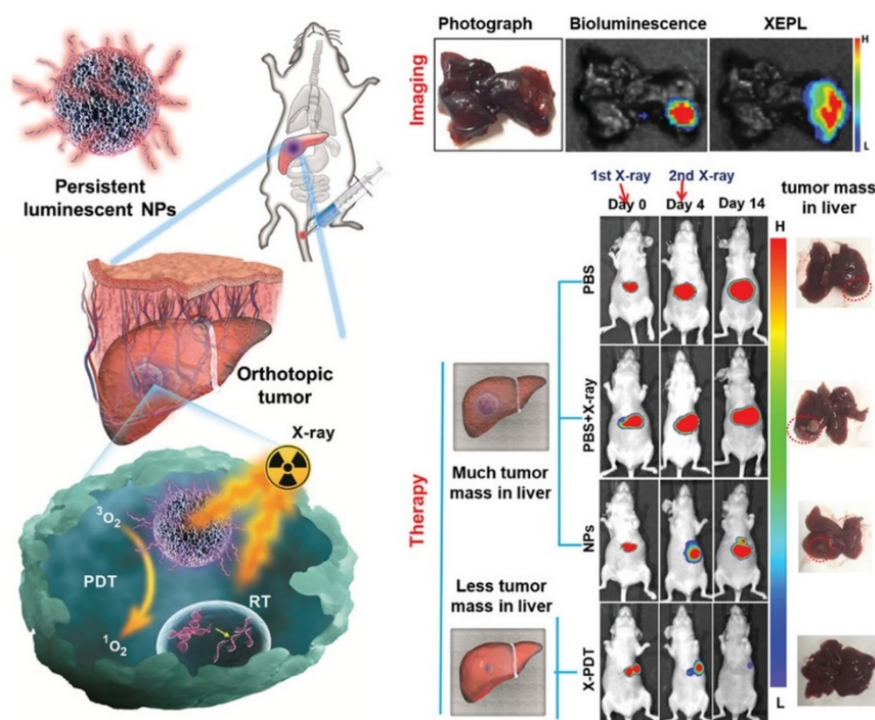 Persistent
luminescent NPs
Orthotopic
tumor
X-ray
³O₂
PDT
¹O₂
RT
Imaging
Photograph
Bioluminescence
XEPL
H
L
Therapy
1st X-ray
2nd X-ray
Day 0
Day 4
Day 14
tumor mass
in liver
PBS
PBS+X-ray
NPs
X-PDT
Much tumor
mass in liver
Less tumor
mass in liver
H
L